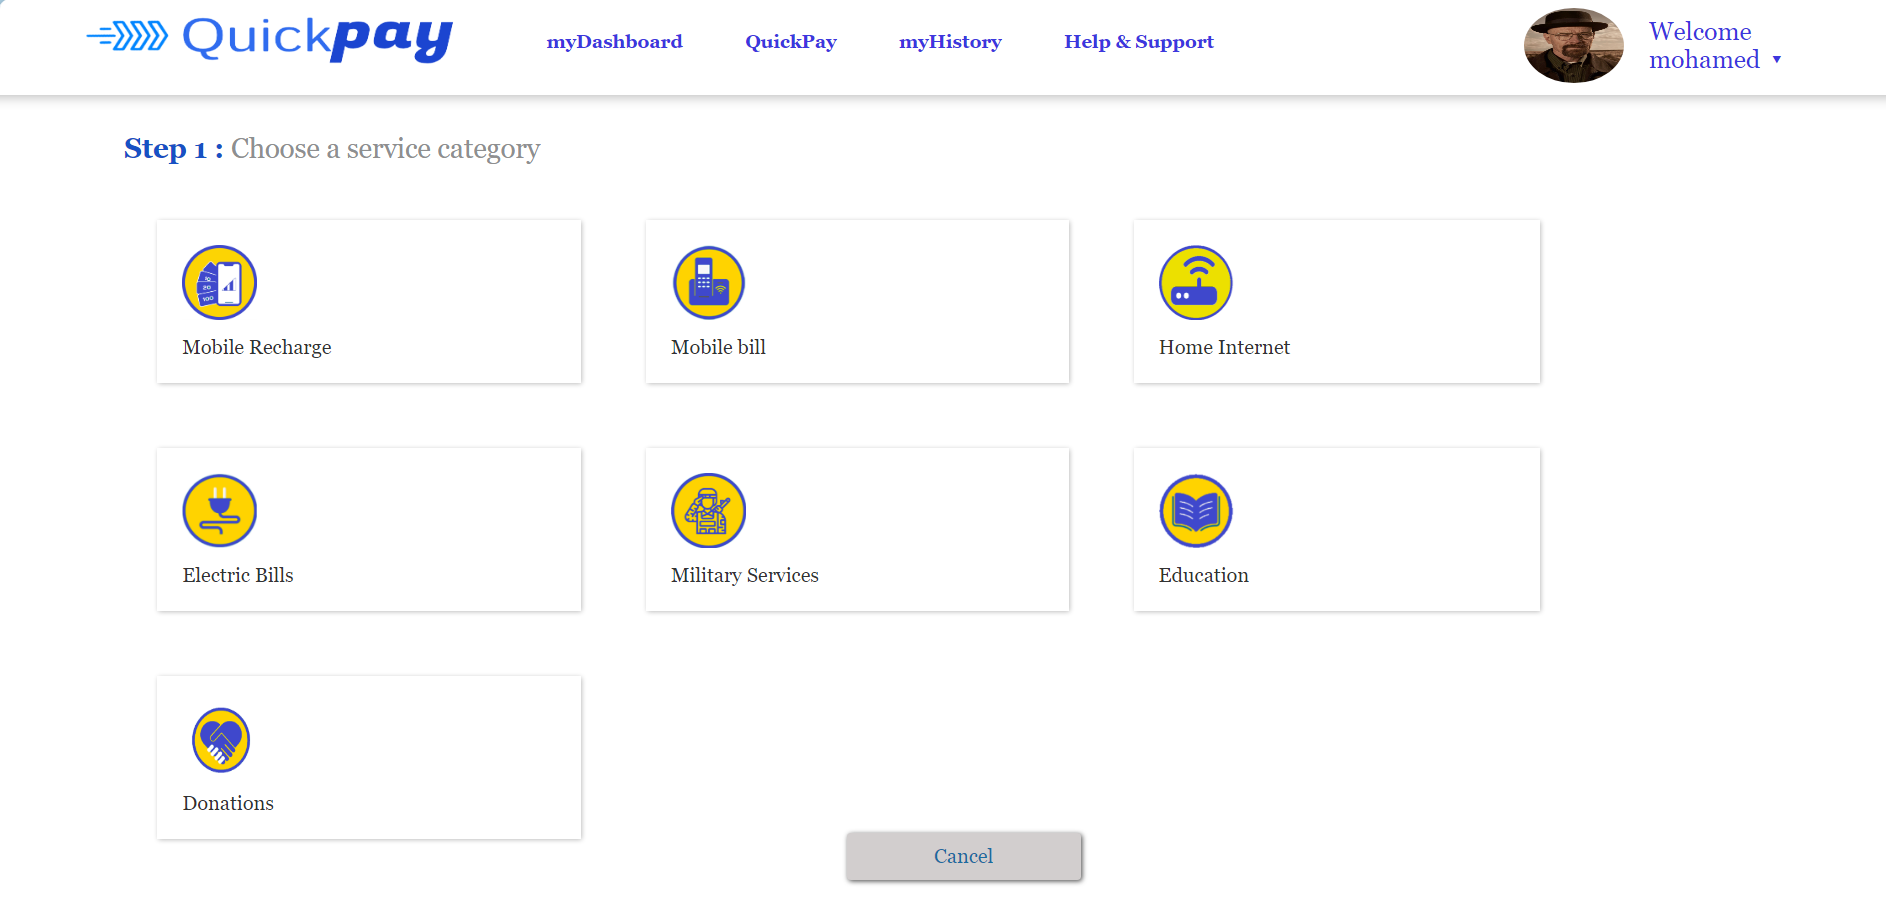 Quickpay
myDashboard
QuickPay
myHistory
Help & Support
Welcome
mohamed
Step 1 : Choose a service category
10
20
100
Mobile Recharge
Mobile bill
Home Internet
Electric Bills
Military Services
Education
Donations
Cancel